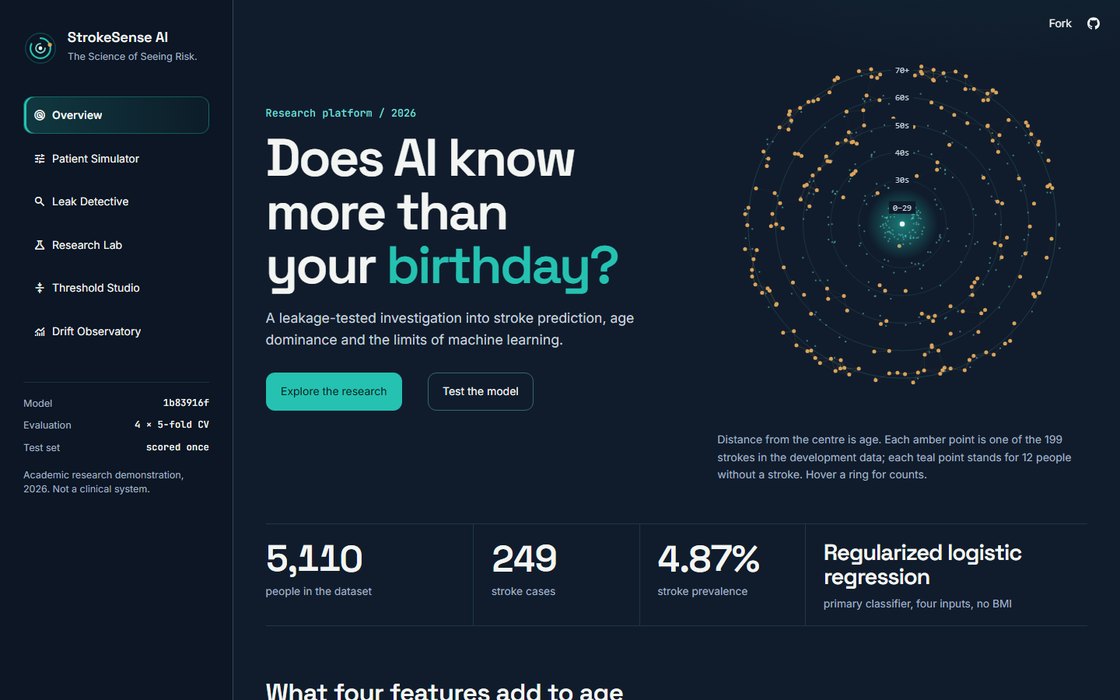 StrokeSense AI
The Science of Seeing Risk.
Overview
Patient Simulator
Leak Detective
Research Lab
Threshold Studio
Drift Observatory
Model 1b83916f
Evaluation 4 × 5-fold CV
Test set scored once
Academic research demonstration,
2026. Not a clinical system.
Fork
Research platform / 2026
Does AI know
more than
your birthday?
A leakage-tested investigation into stroke prediction, age
dominance and the limits of machine learning.
Explore the research
Test the model
70+
60s
50s
40s
30s
0–29
Distance from the centre is age. Each amber point is one of the 199
strokes in the development data; each teal point stands for 12 people
without a stroke. Hover a ring for counts.
5,110
people in the dataset
249
stroke cases
4.87%
stroke prevalence
Regularized logistic
regression
primary classifier, four inputs, no BMI
What four features add to age